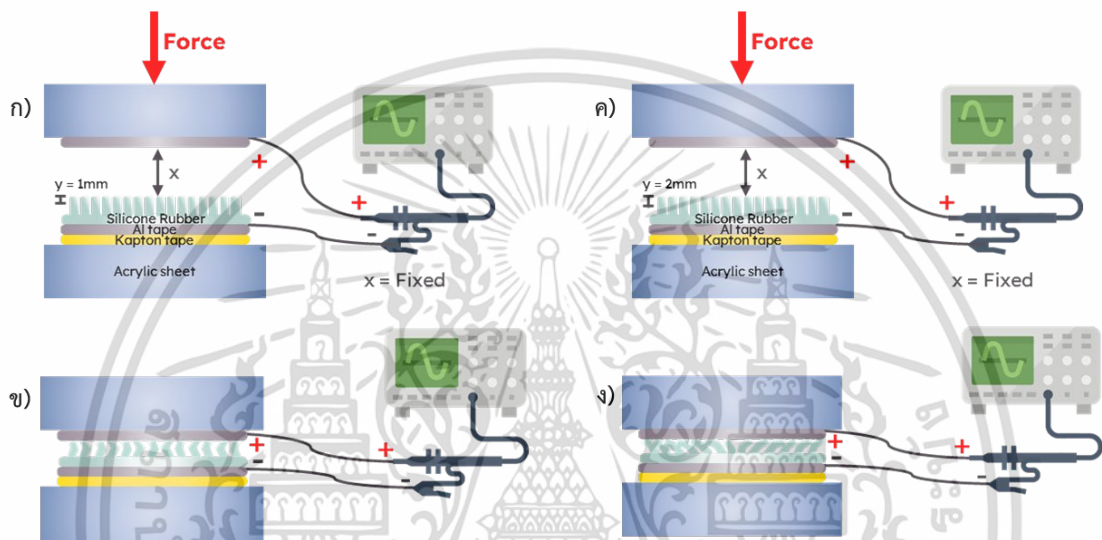 Force
ก)
+
x
y = 1mm
+
Silicone Rubber
-
Al tape
-
Kapton tape
Acrylic sheet
x = Fixed
Force
ค)
+
x
y = 2mm
+
Silicone Rubber
-
Al tape
-
Kapton tape
Acrylic sheet
x = Fixed
ข)
+
+
-
-
ง)
+
+
-
-